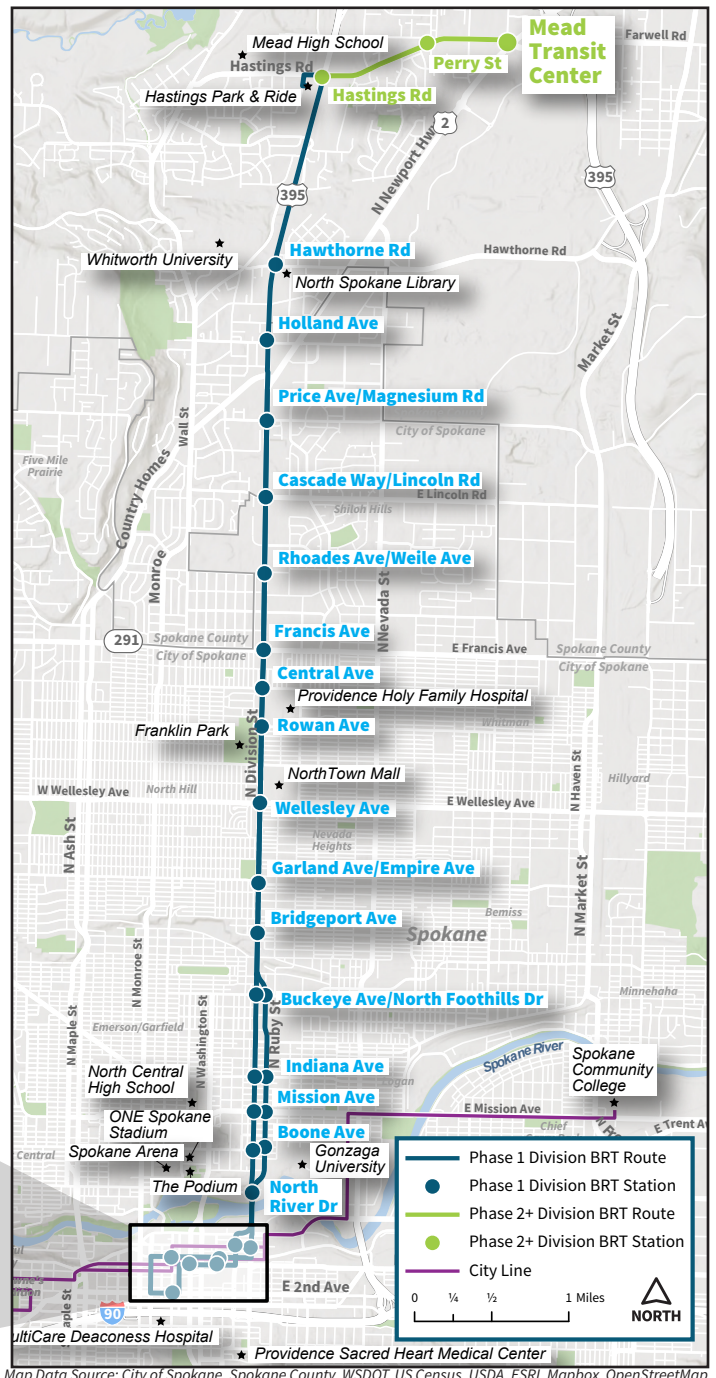 Mead High School
Hastings Rd
Hastings Park & Ride
Hastings Rd
Perry St
Mead
Transit
Center
Farwell Rd
2
395
395
N Newport Hwy
Whitworth University
Hawthorne Rd
Hawthorne Rd
North Spokane Library
Holland Ave
Market St
Price Ave/Magnesium Rd
City of Spokane
Wall St
Five Mile
Prairie
Country Homes
Cascade Way/Lincoln Rd
E Lincoln Rd
Shiloh Hills
Monroe
Rhoades Ave/Weile Ave
N Nevada St
291
Spokane County
City of Spokane
Francis Ave
E Francis Ave
Spokane County
City of Spokane
Central Ave
Providence Holy Family Hospital
Whitman
Rowan Ave
Franklin Park
N Division St
NorthTown Mall
N Haven St
Hillyard
W Wellesley Ave
North Hill
Wellesley Ave
E Wellesley Ave
N Ash St
Nevada
Heights
Garland Ave/Empire Ave
N Market St
Bridgeport Ave
Bemiss
Spokane
N Monroe St
Buckeye Ave/North Foothills Dr
Minnehaha
N Maple St
Emerson/Garfield
N Washington St
N Ruby St
Spokane River
Indiana Ave
Logan
North Central
High School
Mission Ave
E Mission Ave
Spokane
Community
College
ONE Spokane
Stadium
Boone Ave
Chief
E Trent Av
Central
Spokane Arena
Gonzaga
University
The Podium
North
River Dr
Phase 1 Division BRT Route
Phase 1 Division BRT Station
Phase 2+ Division BRT Route
Phase 2+ Division BRT Station
City Line
0 ¼ ½ 1 Miles
NORTH
E 2nd Ave
90
ultiCare Deaconess Hospital
Providence Sacred Heart Medical Center
Map Data Source: City of Spokane, Spokane County, WSDOT, US Census, USDA, ESRI, Mapbox, OpenStreetMap